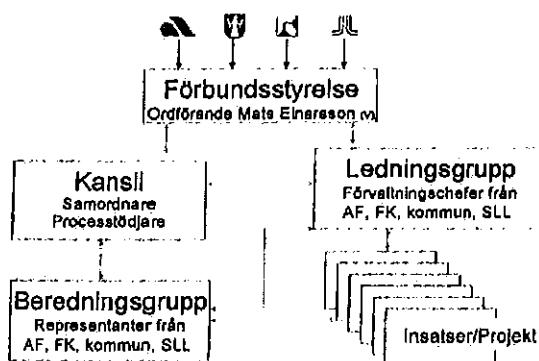 Förbundsstyrelse
Ordförande Mats Einarsson (v)
Kansli
Samordnare
Processtödjare
Ledningsgrupp
Förvaltningschefer från
AF, FK, kommun, SLL
Beredningsgrupp
Representanter från
AF, FK, kommun, SLL
Insatser/Projekt